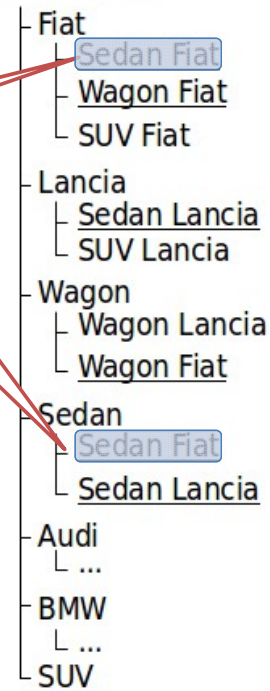 Fiat
Sedan Fiat
Wagon Fiat
SUV Fiat
Lancia
Sedan Lancia
SUV Lancia
Wagon
Wagon Lancia
Wagon Fiat
Sedan
Sedan Fiat
Sedan Lancia
Audi
...
BMW
...
SUV